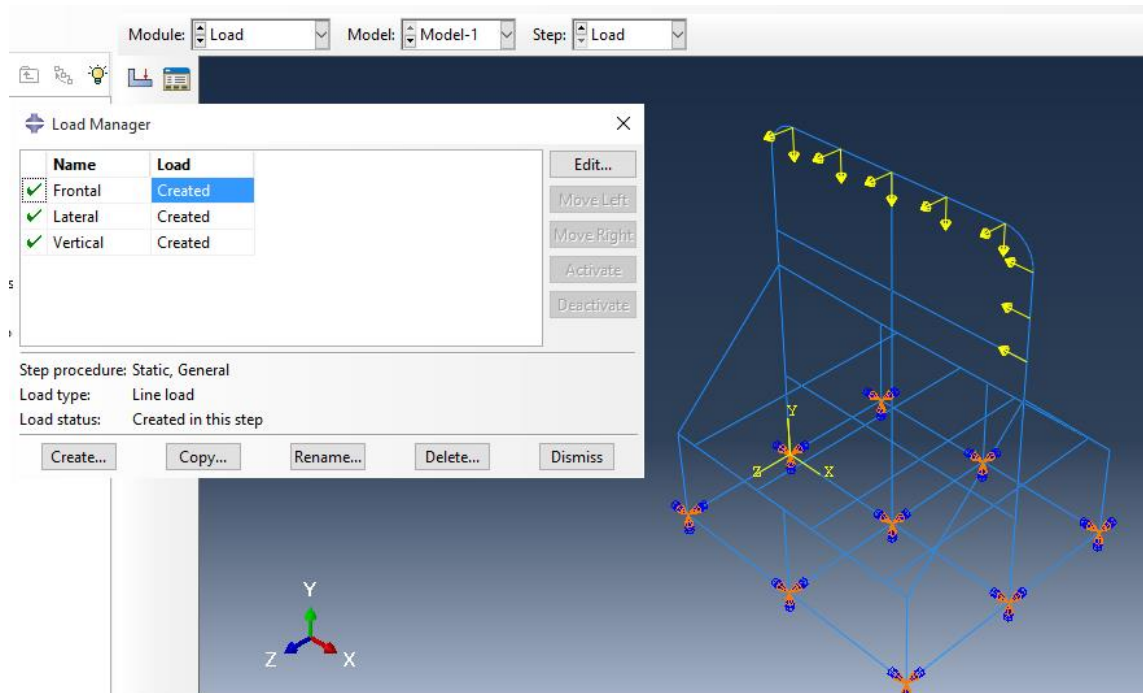 Module: Load Model: Model-1 Step: Load
Load Manager
Name Load
Frontal Created
Lateral Created
Vertical Created
Edit...
Move Left
Move Right
Activate
Deactivate
Step procedure: Static, General
Load type: Line load
Load status: Created in this step
Create... Copy... Rename... Delete... Dismiss
Y
Z X
Y
Z X